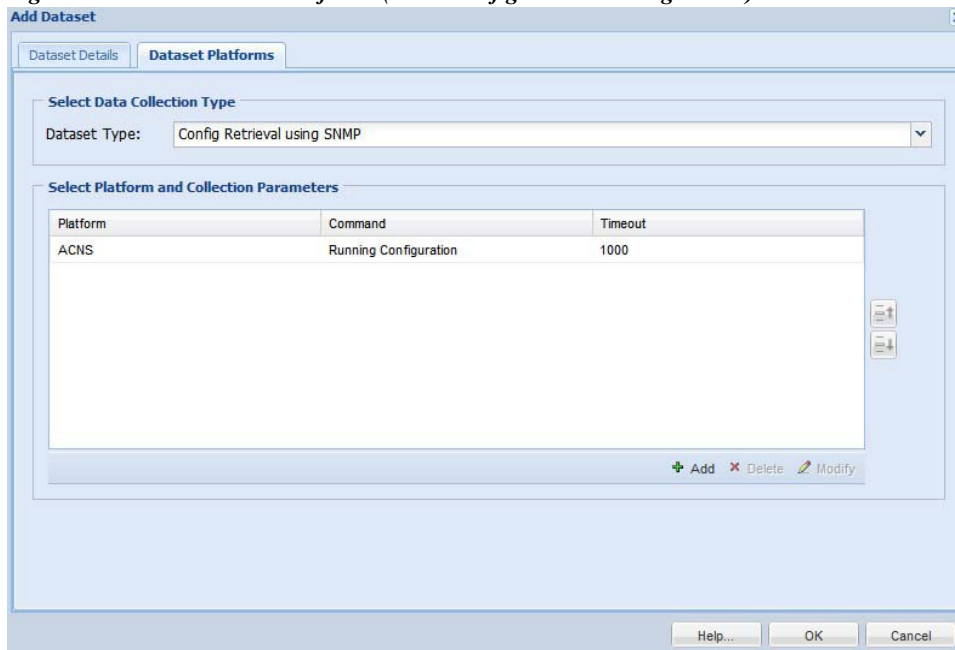 Add Dataset
Dataset Details Dataset Platforms
Select Data Collection Type
Dataset Type: Config Retrieval using SNMP
Select Platform and Collection Parameters
Platform Command Timeout
ACNS Running Configuration 1000
Add Delete Modify
Help... OK Cancel